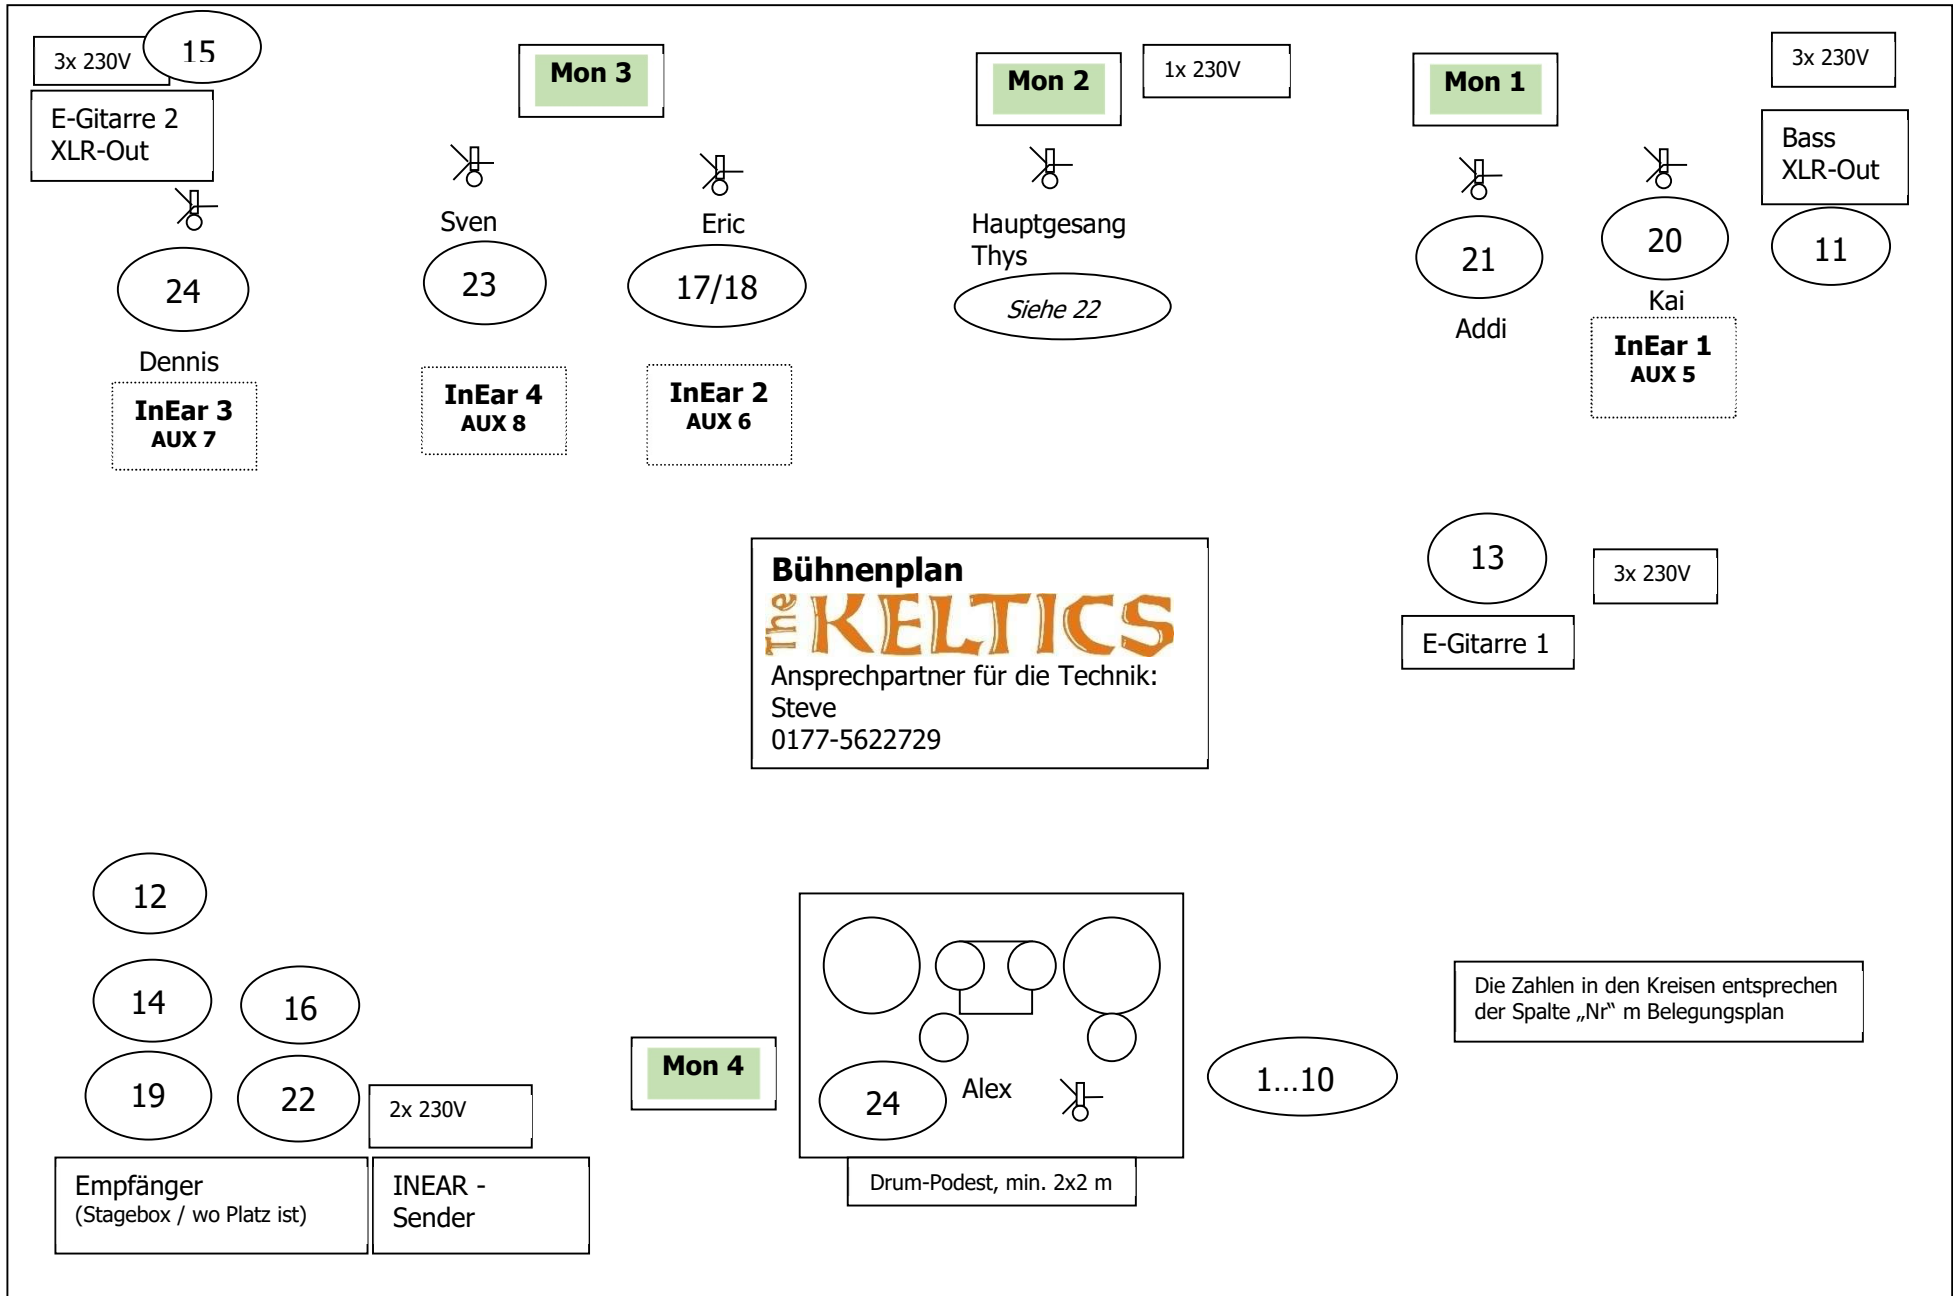 3x 230V
15
E-Gitarre 2
XLR-Out
Mon 3
Mon 2
1x 230V
Mon 1
3x 230V
Bass
XLR-Out
24
Dennis
InEar 3
AUX 7
Sven
23
InEar 4
AUX 8
Eric
17/18
InEar 2
AUX 6
Hauptgesang
Thys
Siehe 22
21
Addi
20
Kai
InEar 1
AUX 5
11
Bühnenplan
The KELTICS
Ansprechpartner für die Technik:
Steve
0177-5622729
13
3x 230V
E-Gitarre 1
12
14
16
19
22
2x 230V
Empfänger
(Stagebox / wo Platz ist)
INEAR -
Sender
Mon 4
24
Alex
Drum-Podest, min. 2x2 m
1...10
Die Zahlen in den Kreisen entsprechen
der Spalte „Nr“ m Belegungsplan